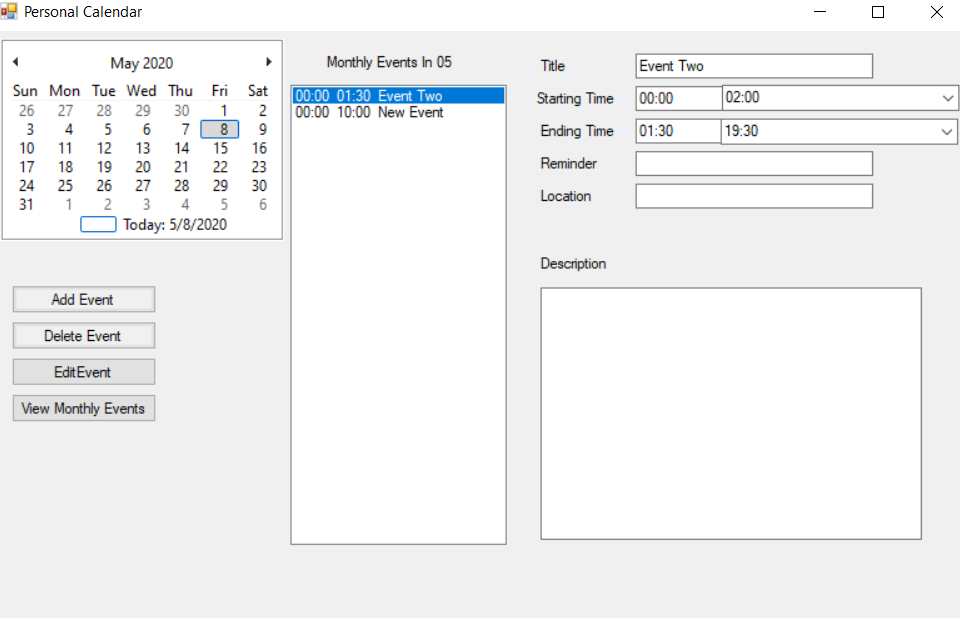 Personal Calendar
May 2020
Sun Mon Tue Wed Thu Fri Sat
26 27 28 29 30 1 2
3 4 5 6 7 8 9
10 11 12 13 14 15 16
17 18 19 20 21 22 23
24 25 26 27 28 29 30
31 1 2 3 4 5 6
Today: 5/8/2020
Add Event
Delete Event
EditEvent
View Monthly Events
Monthly Events In 05
00:00 01:30 Event Two
00:00 10:00 New Event
Title Event Two
Starting Time 00:00 02:00
Ending Time 01:30 19:30
Reminder
Location
Description